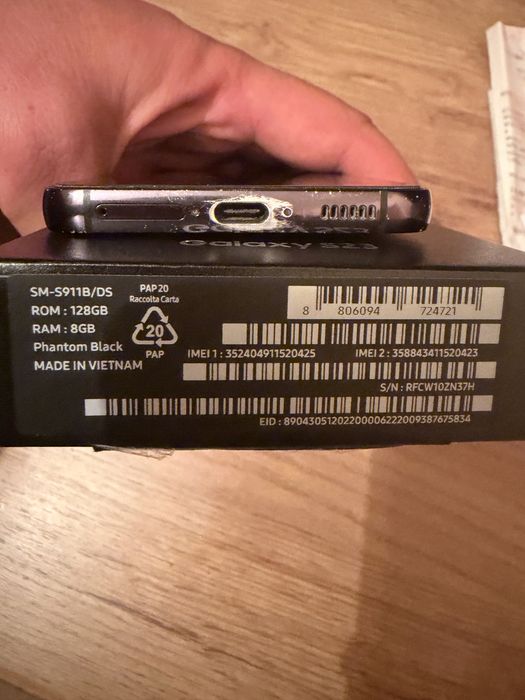 Galaxy S23
SM-S911B/DS
ROM : 128GB
RAM : 8GB
Phantom Black
MADE IN VIETNAM
PAP 20
Raccolta Carta
20
PAP
8 806094 724721
IMEI 1 : 352404911520425 IMEI 2 : 358843411520423
S/N : RFCW10ZN37H
EID : 89043051202200006222009387675834